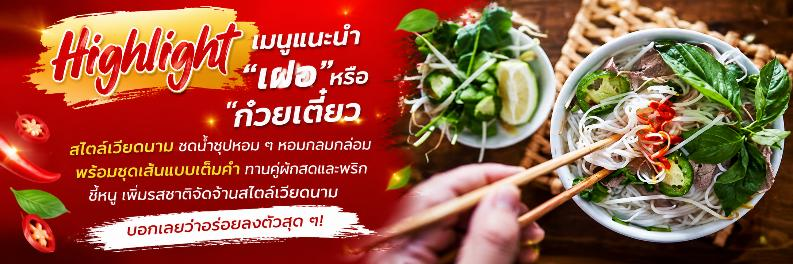 Highlight เมนูแนะนำ
“เฝอ” หรือ
“ก๋วยเตี๋ยว
สไตล์เวียดนาม ซดน้ำซุปหอม ๆ หอมกลมกล่อม
พร้อมซุดเส้นแบบเต็มคำ ทานคู่ผักสดและพริก
ขี้หนู เพิ่มรสชาติจัดจ้านสไตล์เวียดนาม
บอกเลยว่าอร่อยลงตัวสุด ๆ!